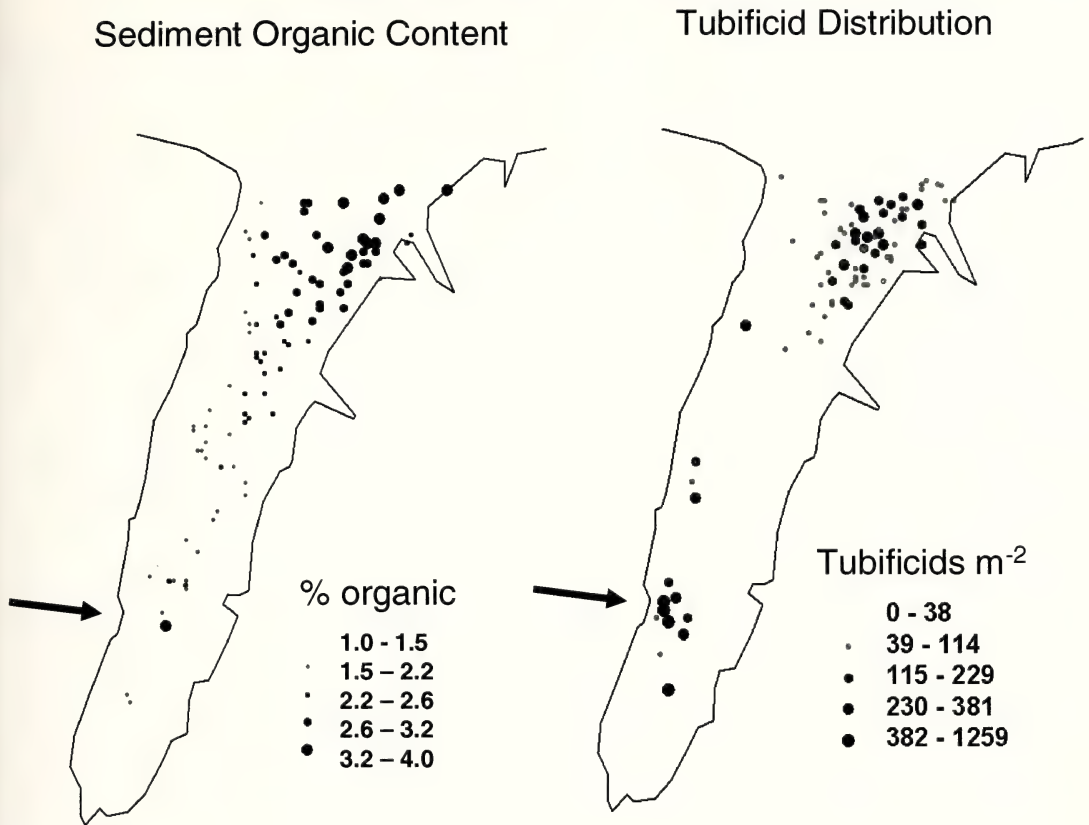 Sediment Organic Content
Tubificid Distribution
% organic
1.0 - 1.5
1.5 – 2.2
2.2 – 2.6
2.6 – 3.2
3.2 – 4.0
Tubificids m⁻²
0 - 38
39 - 114
115 - 229
230 - 381
382 - 1259